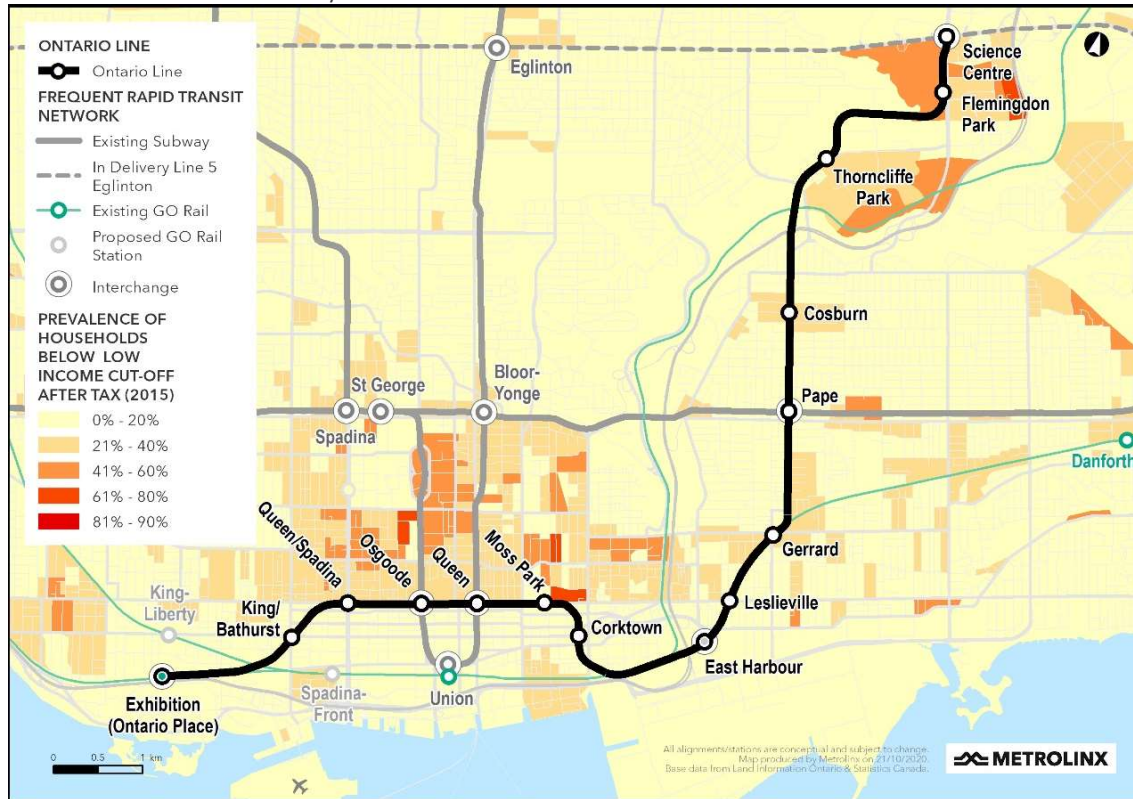 ONTARIO LINE
Ontario Line
FREQUENT RAPID TRANSIT
NETWORK
Existing Subway
In Delivery Line 5
Eglinton
Existing GO Rail
Proposed GO Rail
Station
Interchange
PREVALENCE OF
HOUSEHOLDS
BELOW LOW
INCOME CUT-OFF
AFTER TAX (2015)
0% - 20%
21% - 40%
41% - 60%
61% - 80%
81% - 90%
Eglinton
Science
Centre
Flemingdon
Park
Thorncliffe
Park
Cosburn
St George
Bloor-
Yonge
Spadina
Pape
Danforth
Queen/Spadina
Osgoode
Queen
Moss Park
Gerrard
King-
Liberty
King/
Bathurst
Leslieville
Corktown
East Harbour
Exhibition
(Ontario Place)
Spadina-
Front
Union
0 0.5 1 km
All alignments/stations are conceptual and subject to change.
Map produced by Metrolinx on 21/10/2020.
Base data from Land Information Ontario & Statistics Canada.
METROLINX